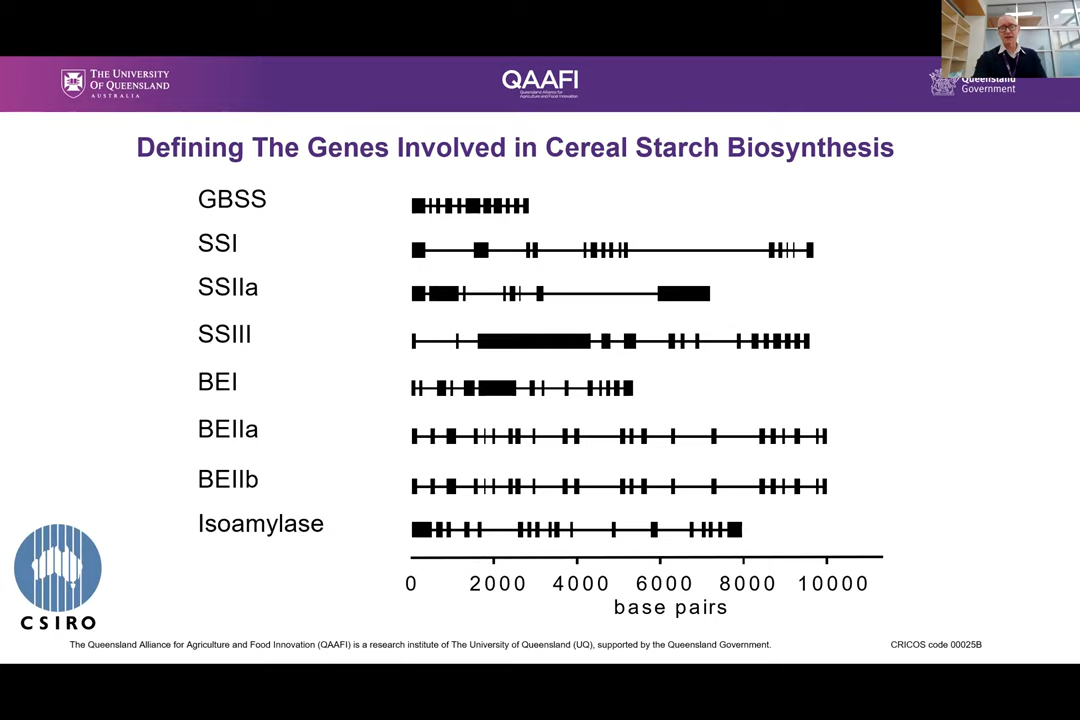 THE UNIVERSITY
OF QUEENSLAND
AUSTRALIA
QAAFI
Queensland Alliance for
Agriculture and Food Innovation
Queensland
Government
Defining The Genes Involved in Cereal Starch Biosynthesis
GBSS
SSI
SSIIa
SSIII
BEI
BEIIa
BEIIb
Isoamylase
0 2000 4000 6000 8000 10000
base pairs
CSIRO
The Queensland Alliance for Agriculture and Food Innovation (QAAFI) is a research institute of The University of Queensland (UQ), supported by the Queensland Government.
CRICOS code 00025B